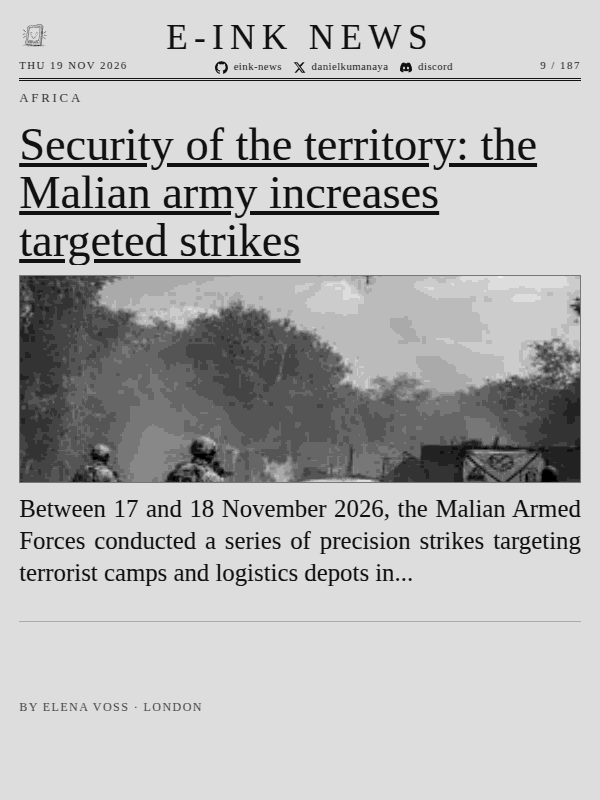 E-INK NEWS
THU 19 NOV 2026
eink-news danielkumanaya discord
9 / 187
AFRICA
Security of the territory: the
Malian army increases
targeted strikes
Between 17 and 18 November 2026, the Malian Armed
Forces conducted a series of precision strikes targeting
terrorist camps and logistics depots in...
BY ELENA VOSS · LONDON